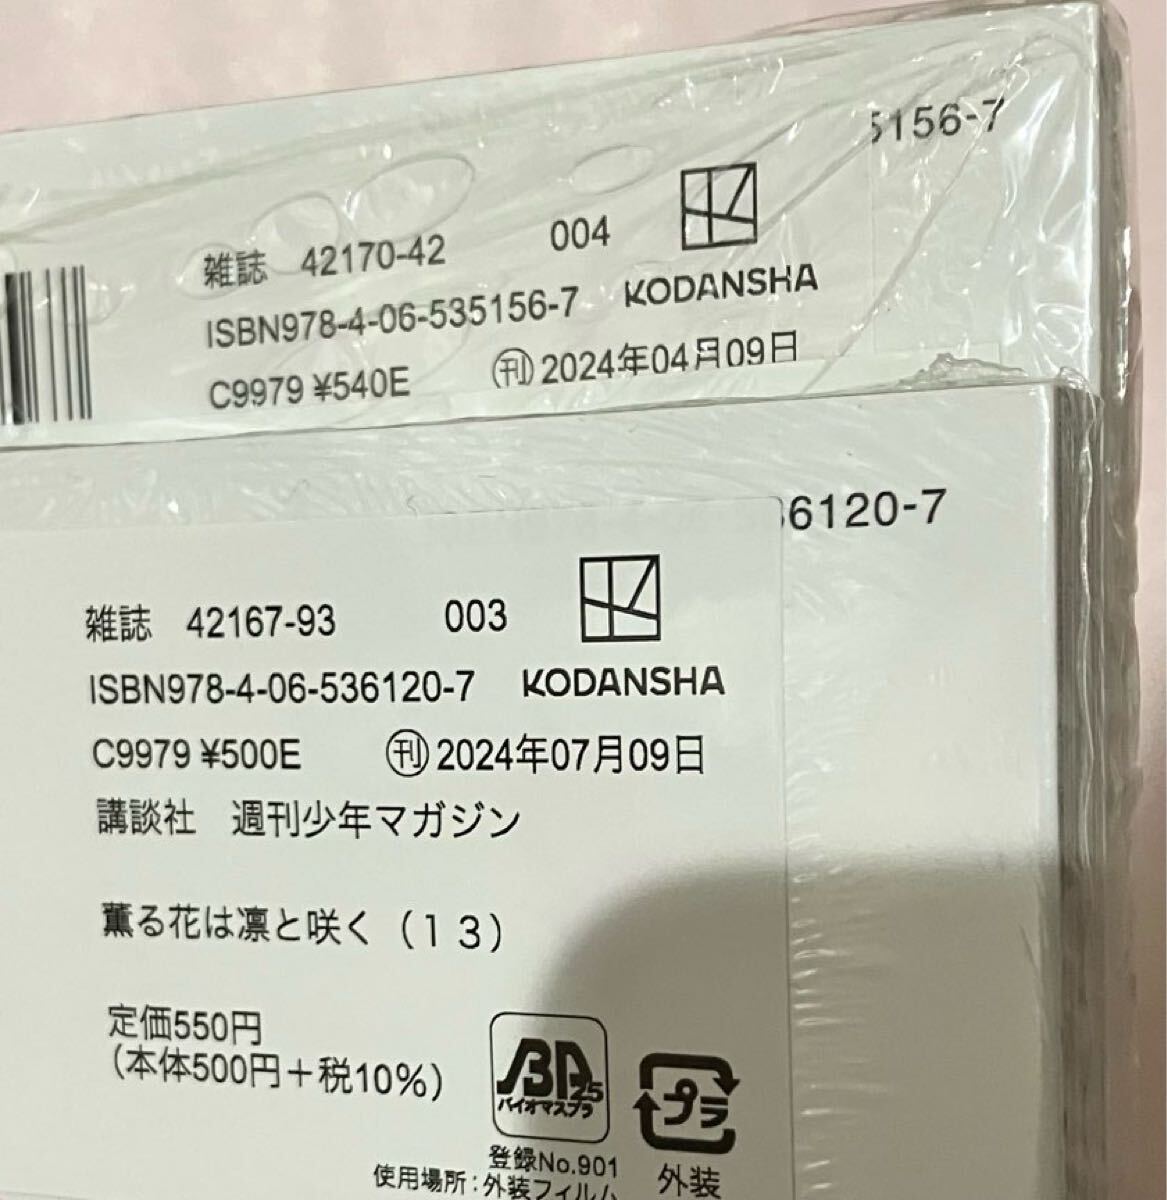 5156-7
雑誌 42170-42 004
ISBN978-4-06-535156-7 KODANSHA
C9979 ¥540E ㊢刊 2024年04月09日
36120-7
雑誌 42167-93 003
ISBN978-4-06-536120-7 KODANSHA
C9979 ¥500E 刊 2024年07月09日
講談社 週刊少年マガジン
薫る花は凛と咲く（１３）
定価550円
（本体500円＋税10%）
バイオマスプラ
25
登録No.901
使用場所：外装フィルム
プラ
外装